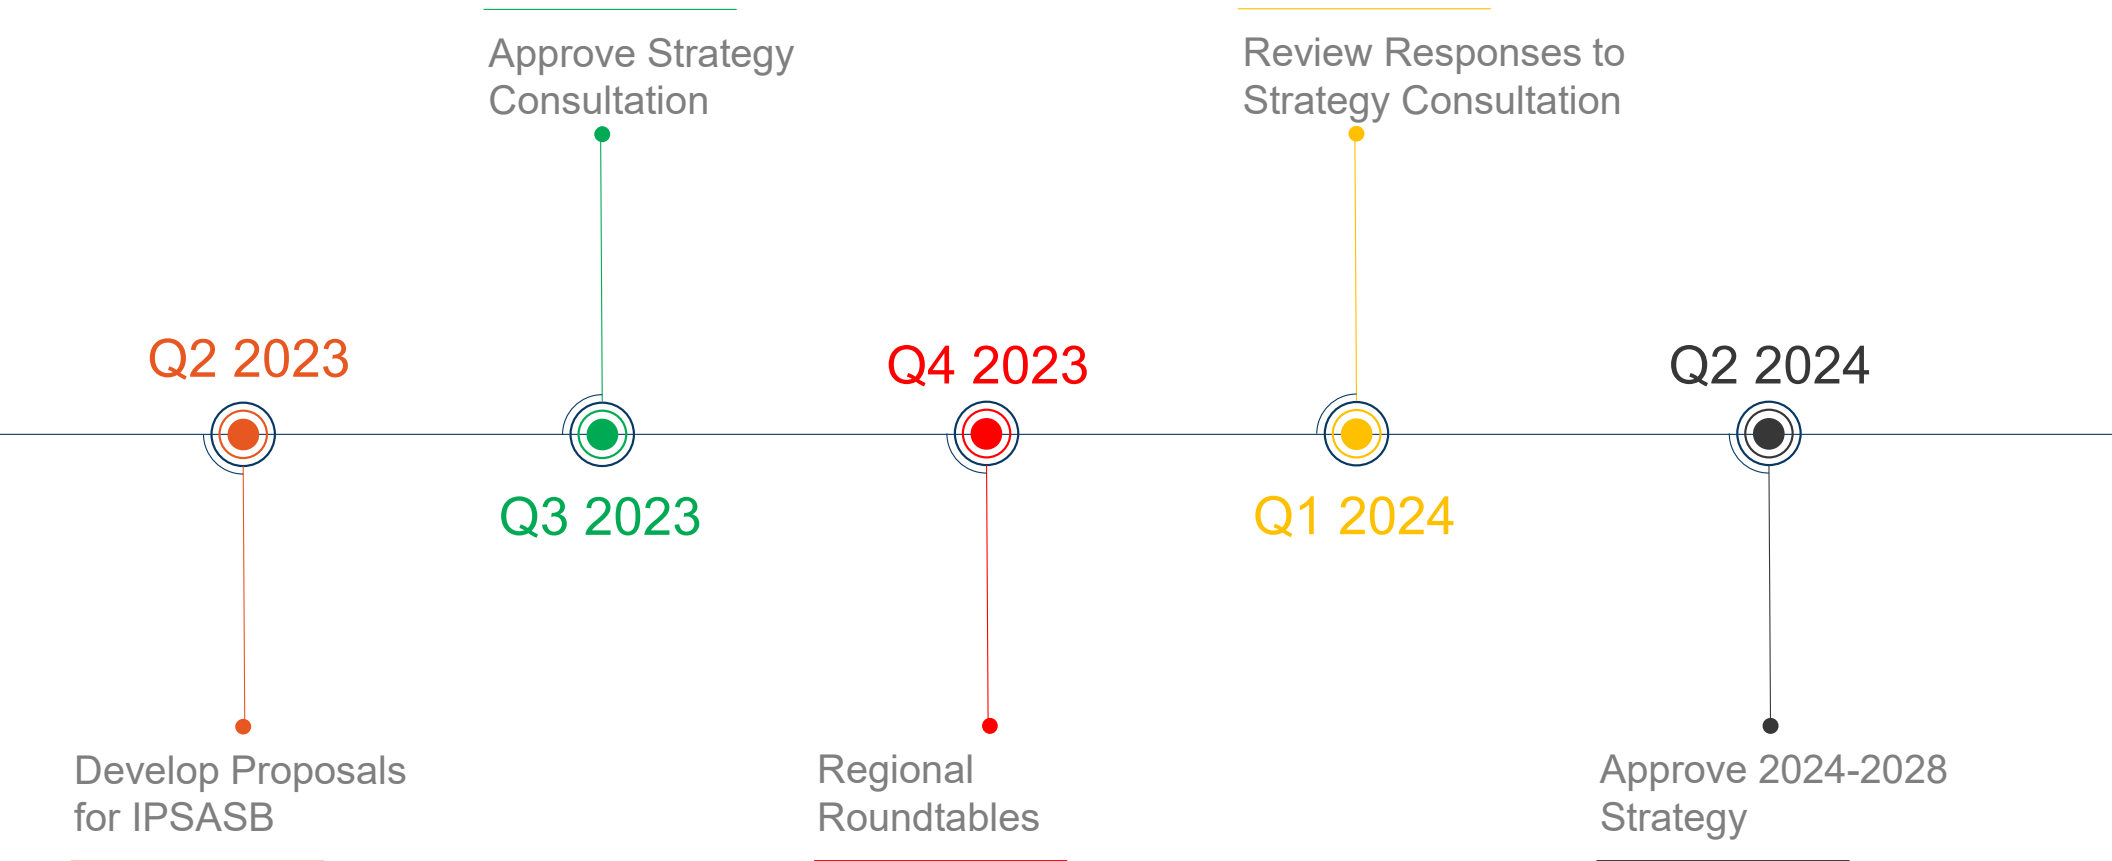 Approve Strategy
Consultation
Review Responses to
Strategy Consultation
Q2 2023
Q4 2023
Q2 2024
Q3 2023
Q1 2024
Develop Proposals
for IPSASB
Regional
Roundtables
Approve 2024-2028
Strategy